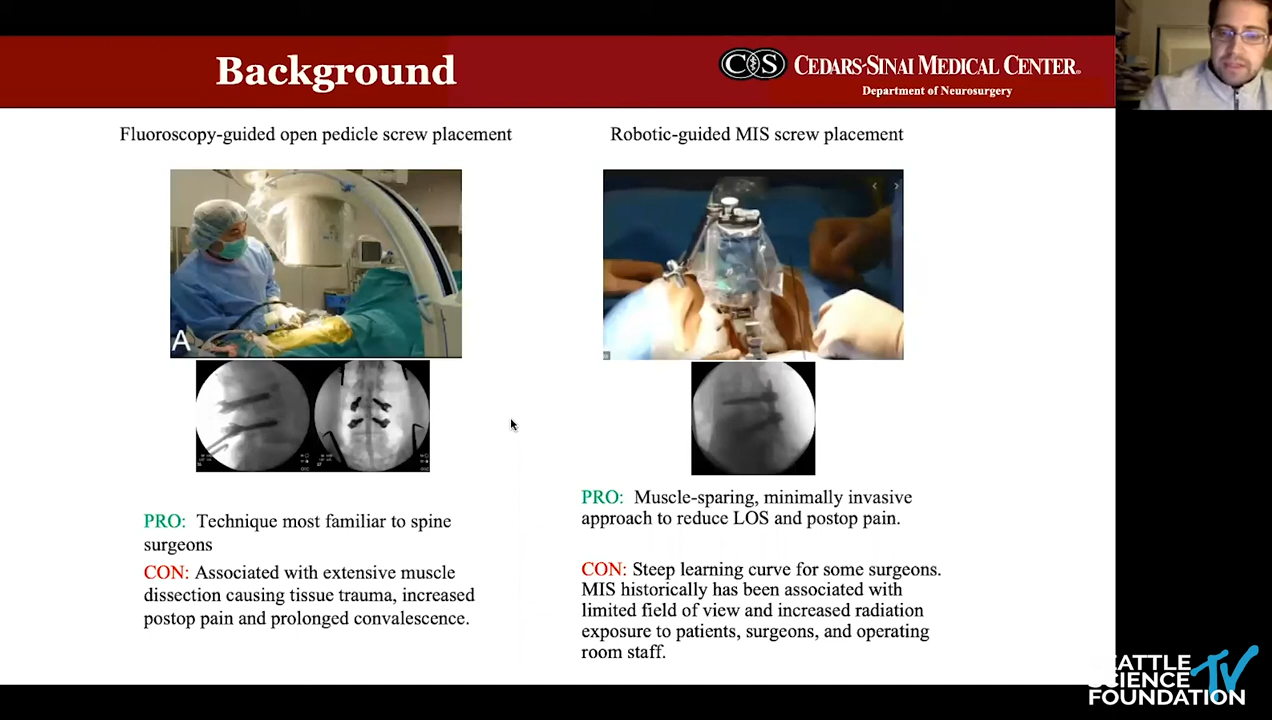 Background
CS
CEDARS-SINAI MEDICAL CENTER®
Department of Neurosurgery
Fluoroscopy-guided open pedicle screw placement
A
PRO: Technique most familiar to spine
surgeons
CON: Associated with extensive muscle
dissection causing tissue trauma, increased
postop pain and prolonged convalescence.
Robotic-guided MIS screw placement
PRO: Muscle-sparing, minimally invasive
approach to reduce LOS and postop pain.
CON: Steep learning curve for some surgeons.
MIS historically has been associated with
limited field of view and increased radiation
exposure to patients, surgeons, and operating
room staff.
SEATTLE
SCIENCE
FOUNDATION
TV